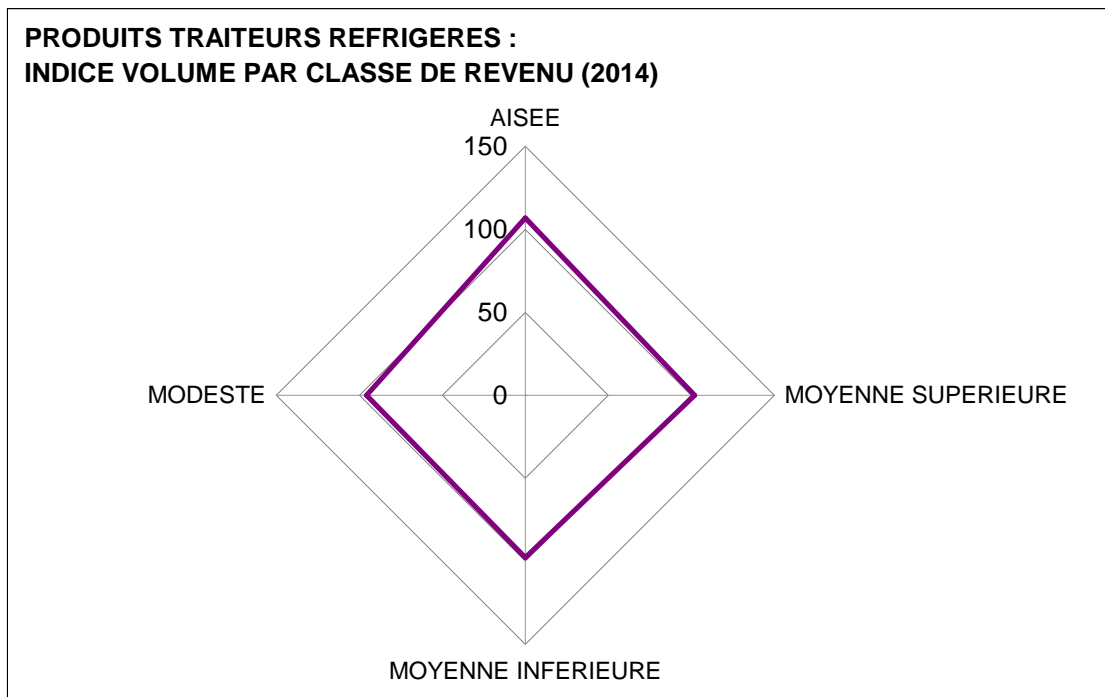 PRODUITS TRAITEURS REFRIGERES :
INDICE VOLUME PAR CLASSE DE REVENU (2014)
AISEE
150
100
50
MODESTE
0
MOYENNE SUPERIEURE
MOYENNE INFERIEURE